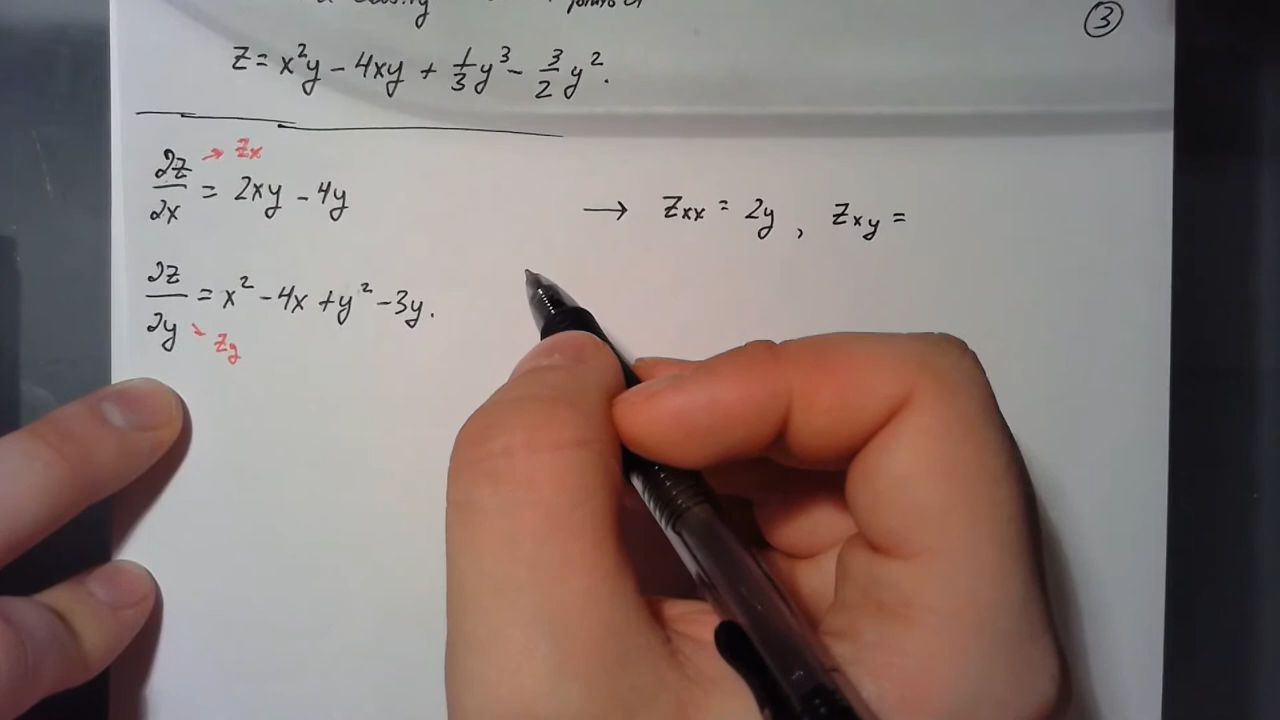 ③
z = x²y - 4xy + 1/3 y³ - 3/2 y².
∂z/∂x = 2xy - 4y
→ zx
→ Zxx = 2y, Zxy =
∂z/∂y = x² - 4x + y² - 3y.
→ zy